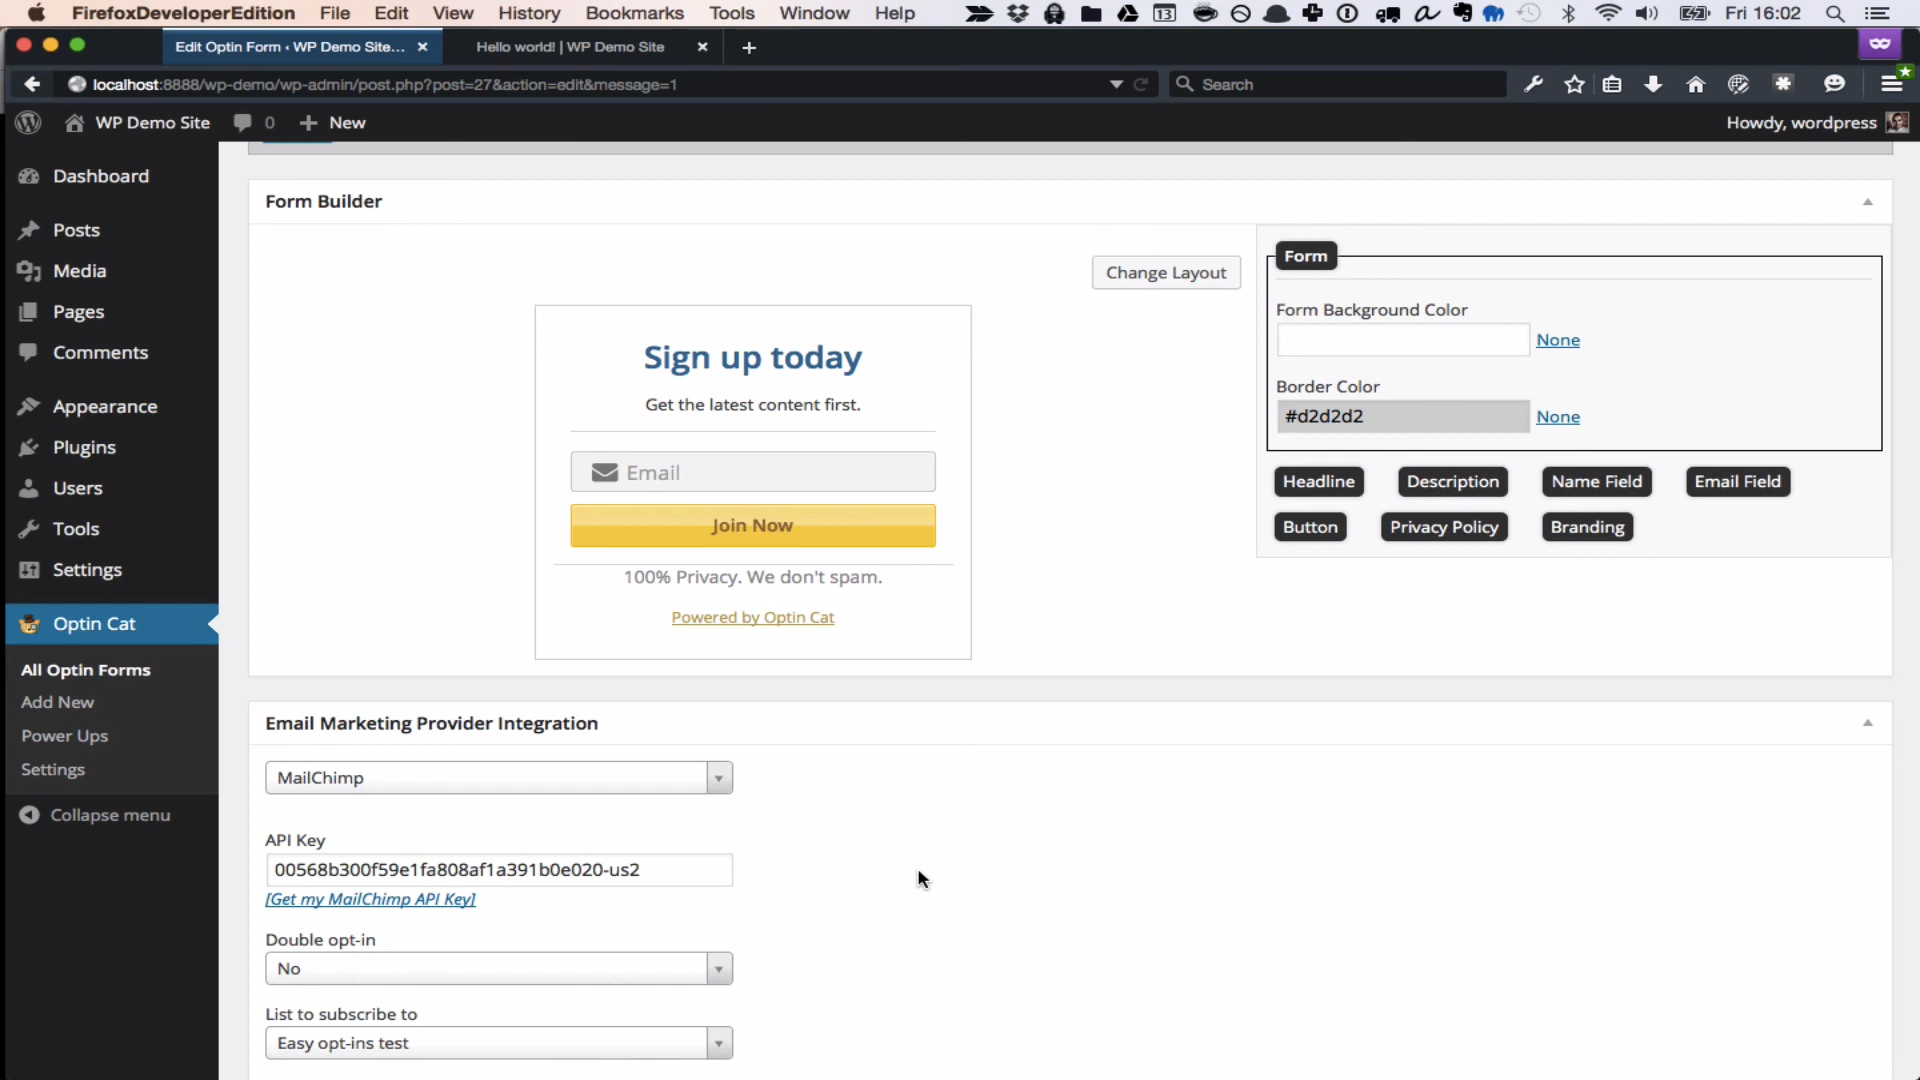 FirefoxDeveloperEdition File Edit View History Bookmarks Tools Window Help 13 Fri 16:02
Edit Optin Form ‹ WP Demo Site... Hello world! | WP Demo Site
localhost:8888/wp-demo/wp-admin/post.php?post=27&action=edit&message=1 Search
WP Demo Site 0 New Howdy, wordpress
Dashboard
Posts
Media
Pages
Comments
Appearance
Plugins
Users
Tools
Settings
Optin Cat
All Optin Forms
Add New
Power Ups
Settings
Collapse menu
Form Builder
Change Layout
Sign up today
Get the latest content first.
Email
Join Now
100% Privacy. We don't spam.
Powered by Optin Cat
Form
Form Background Color
None
Border Color
#d2d2d2 None
Headline Description Name Field Email Field
Button Privacy Policy Branding
Email Marketing Provider Integration
MailChimp
API Key
00568b300f59e1fa808af1a391b0e020-us2
[Get my MailChimp API Key]
Double opt-in
No
List to subscribe to
Easy opt-ins test